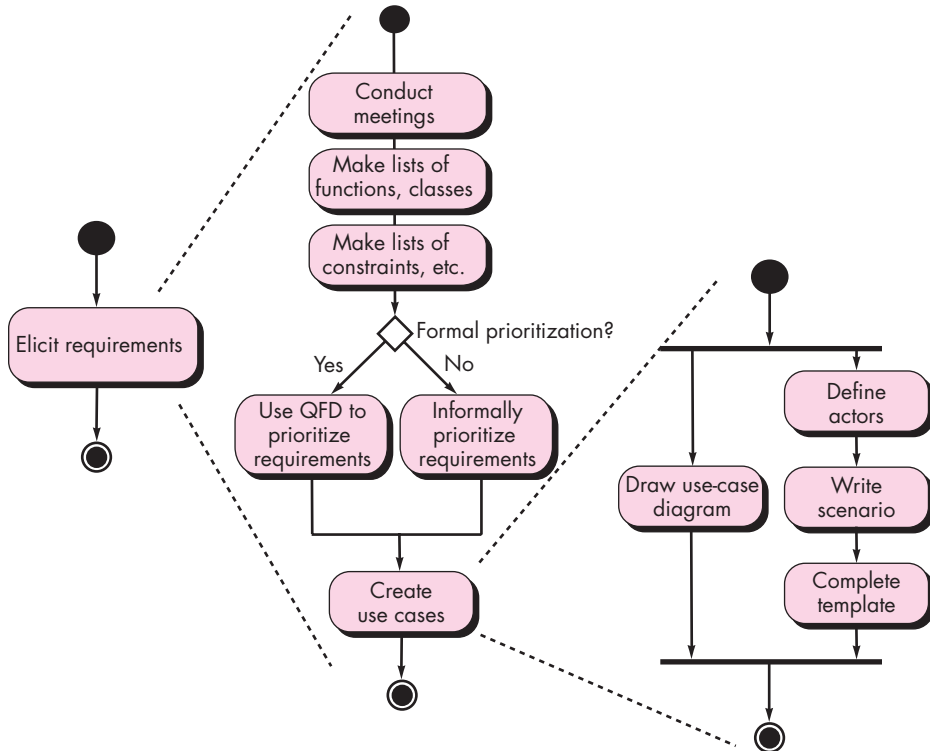 Elicit requirements
Conduct
meetings
Make lists of
functions, classes
Make lists of
constraints, etc.
Formal prioritization?
Yes
No
Use QFD to
prioritize
requirements
Informally
prioritize
requirements
Create
use cases
Draw use-case
diagram
Define
actors
Write
scenario
Complete
template